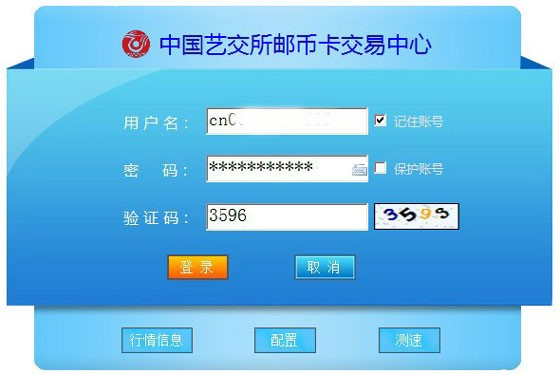 中国艺交所邮币卡交易中心
用户名： cn0 记住账号
密 码： *********** 保护账号
验证码： 3596 3595
登录 取消
行情信息 配置 测速